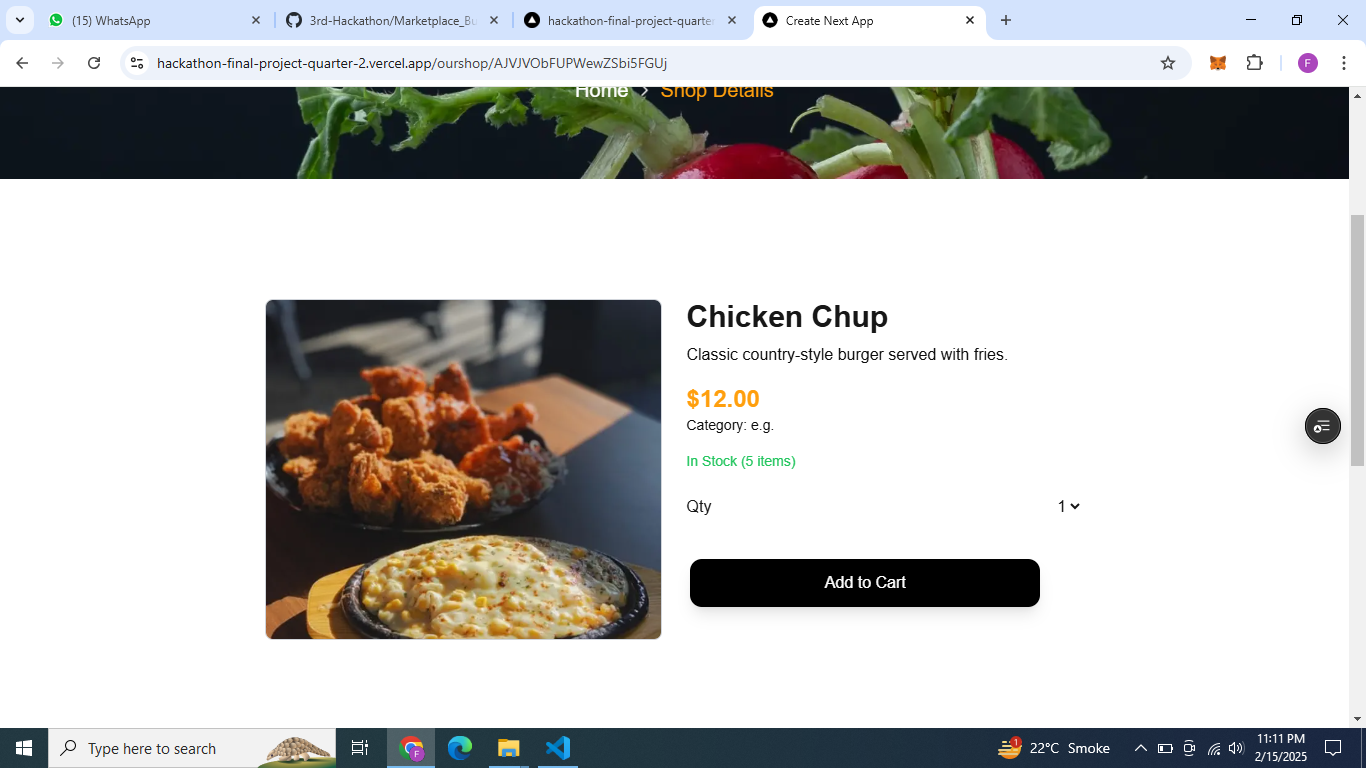 (15) WhatsApp
3rd-Hackathon/Marketplace_Bu
hackathon-final-project-quarter
Create Next App
hackathon-final-project-quarter-2.vercel.app/ourshop/AJVJVObFUPWewZSbi5FGUj
F
Home > Shop Details
Chicken Chup
Classic country-style burger served with fries.
$12.00
Category: e.g.
In Stock (5 items)
Qty 1
Add to Cart
Type here to search
F
1
22°C Smoke
11:11 PM
2/15/2025